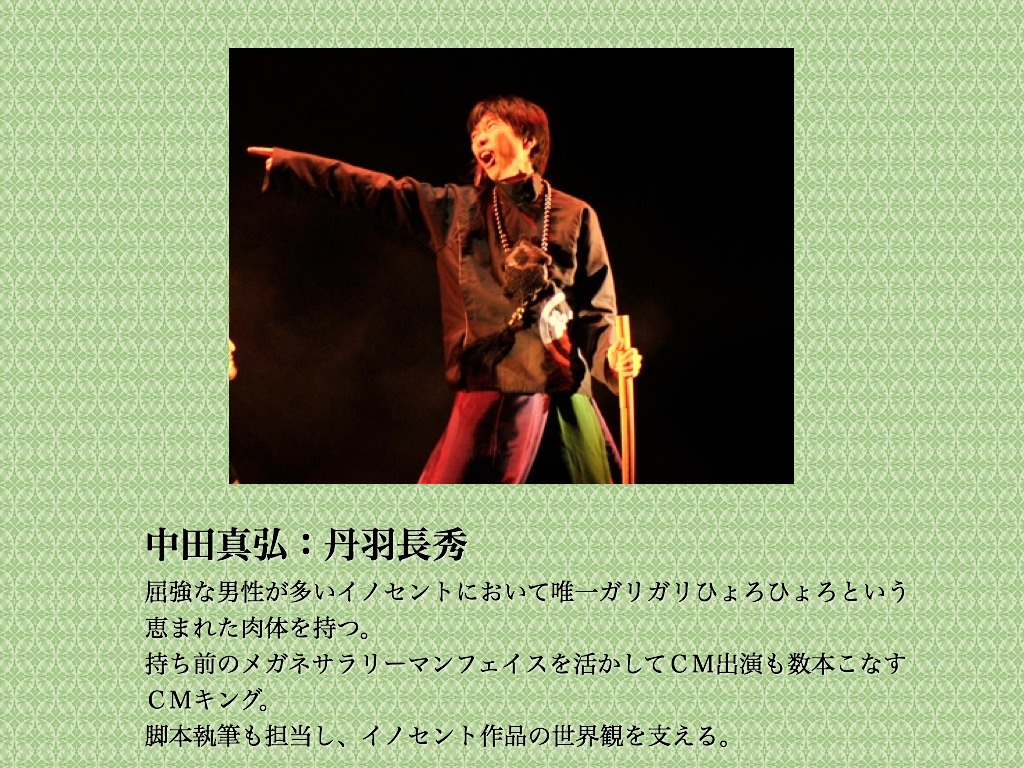 中田真弘：丹羽長秀
屈強な男性が多いイノセントにおいて唯一ガリガリひょろひょろという
恵まれた肉体を持つ。
持ち前のメガネサラリーマンフェイスを活かしてＣＭ出演も数本こなす
ＣＭキング。
脚本執筆も担当し、イノセント作品の世界観を支える。